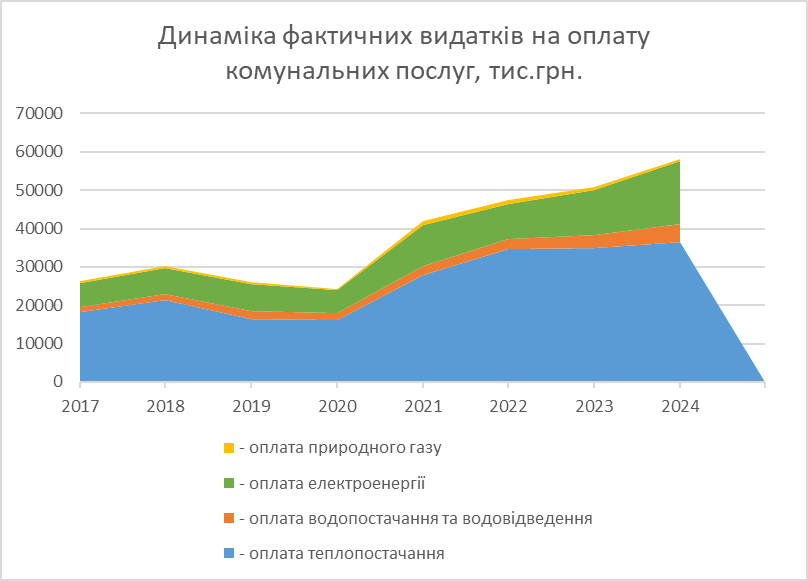 Динаміка фактичних видатків на оплату
комунальних послуг, тис.грн.
70000
60000
50000
40000
30000
20000
10000
0
2017 2018 2019 2020 2021 2022 2023 2024
- оплата природного газу
- оплата електроенергії
- оплата водопостачання та водовідведення
- оплата теплопостачання